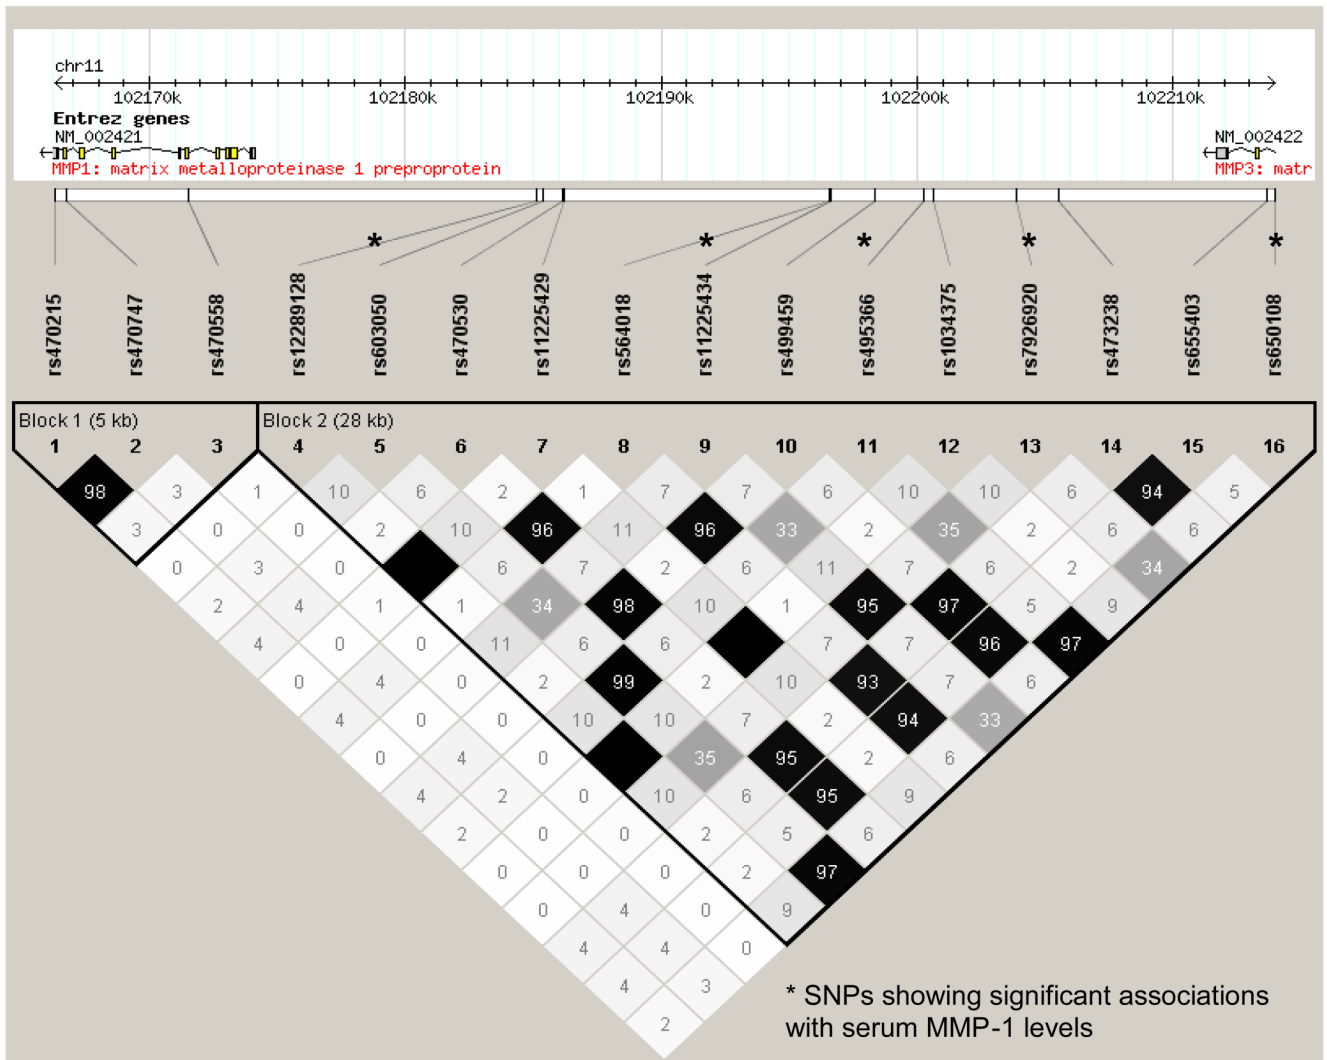 chr11
102170k 102180k 102190k 102200k 102210k
Entrez genes
NM_002421 NM_002422
MMP1: matrix metalloproteinase 1 preproprotein MMP3: matr
* * * * *
rs470215 rs470747 rs470558 rs12289128 rs603050 rs470530 rs11225429 rs564018 rs11225434 rs499459 rs495366 rs1034375 rs7926920 rs473238 rs655403 rs650108
Block 1 (5 kb) Block 2 (28 kb)
1 2 3 4 5 6 7 8 9 10 11 12 13 14 15 16
98 3 1 10 6 2 1 7 7 6 10 10 6 94 5
3 0 0 2 10 96 11 96 33 2 35 2 6 6
0 3 0 6 7 2 6 11 7 6 2 34
2 4 1 1 34 98 10 1 95 97 5 9
4 0 0 11 6 6 7 7 96 97
0 4 0 2 99 2 10 93 7 6
4 0 0 10 10 7 2 94 33
0 4 0 35 95 2 6
4 2 0 10 6 95 9
2 0 0 2 5 6
0 0 0 2 97
0 4 0 9
4 4 0
4 3
2
* SNPs showing significant associations
with serum MMP-1 levels